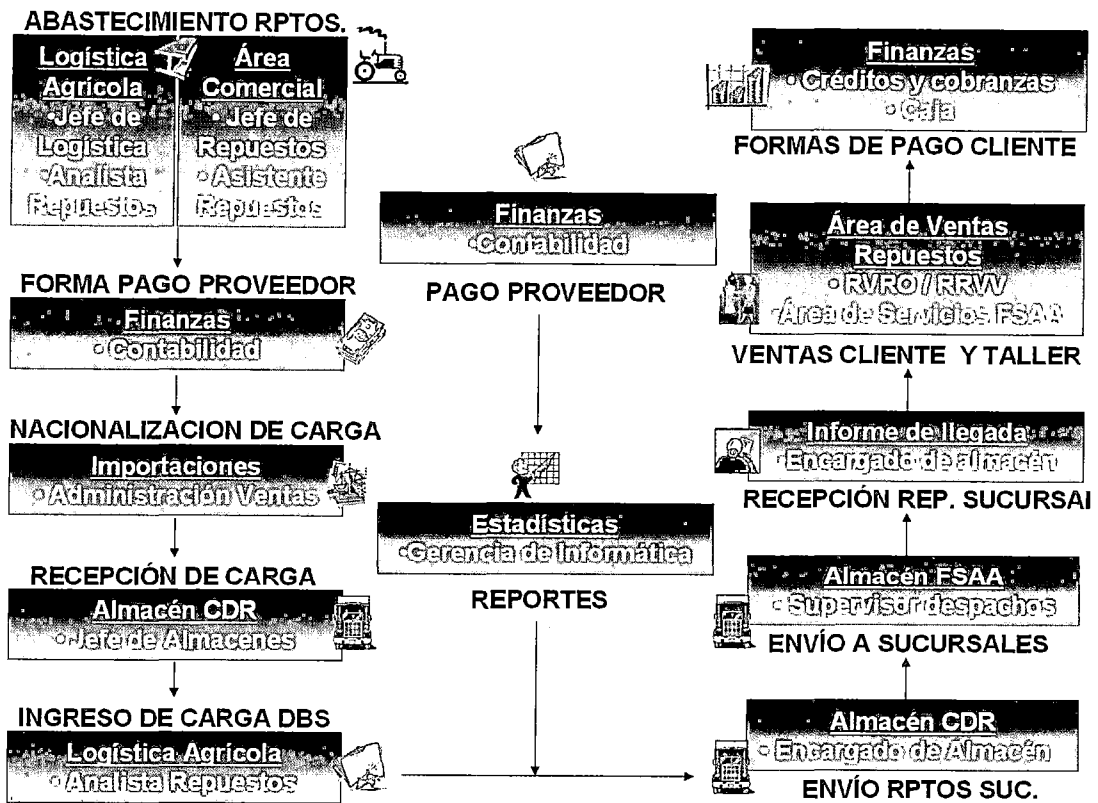 ABASTECIMIENTO RPTOS.
Logística
Agrícola
•Jefe de
Logística
•Analista
Repuestos
Área
Comercial
• Jefe de
Repuestos
• Asistente
Repuestos
FORMA PAGO PROVEEDOR
Finanzas
• Contabilidad
NACIONALIZACION DE CARGA
Importaciones
• Administración Ventas
RECEPCIÓN DE CARGA
Almacén CDR
• Jefe de Almacenes
INGRESO DE CARGA DBS
Logística Agrícola
• Analista Repuestos
Finanzas
•Contabilidad
PAGO PROVEEDOR
Estadísticas
•Gerencia de Informática
REPORTES
Finanzas
• Créditos y cobranzas
• Caja
FORMAS DE PAGO CLIENTE
Área de Ventas
Repuestos
• RVRO / RRVV
•Área de Servicios FSAA
VENTAS CLIENTE Y TALLER
Informe de llegada
•Encargado de almacén
RECEPCIÓN REP. SUCURSAL
Almacén FSAA
• Supervisor despachos
ENVÍO A SUCURSALES
Almacén CDR
• Encargado de Almacén
ENVÍO RPTOS SUC.